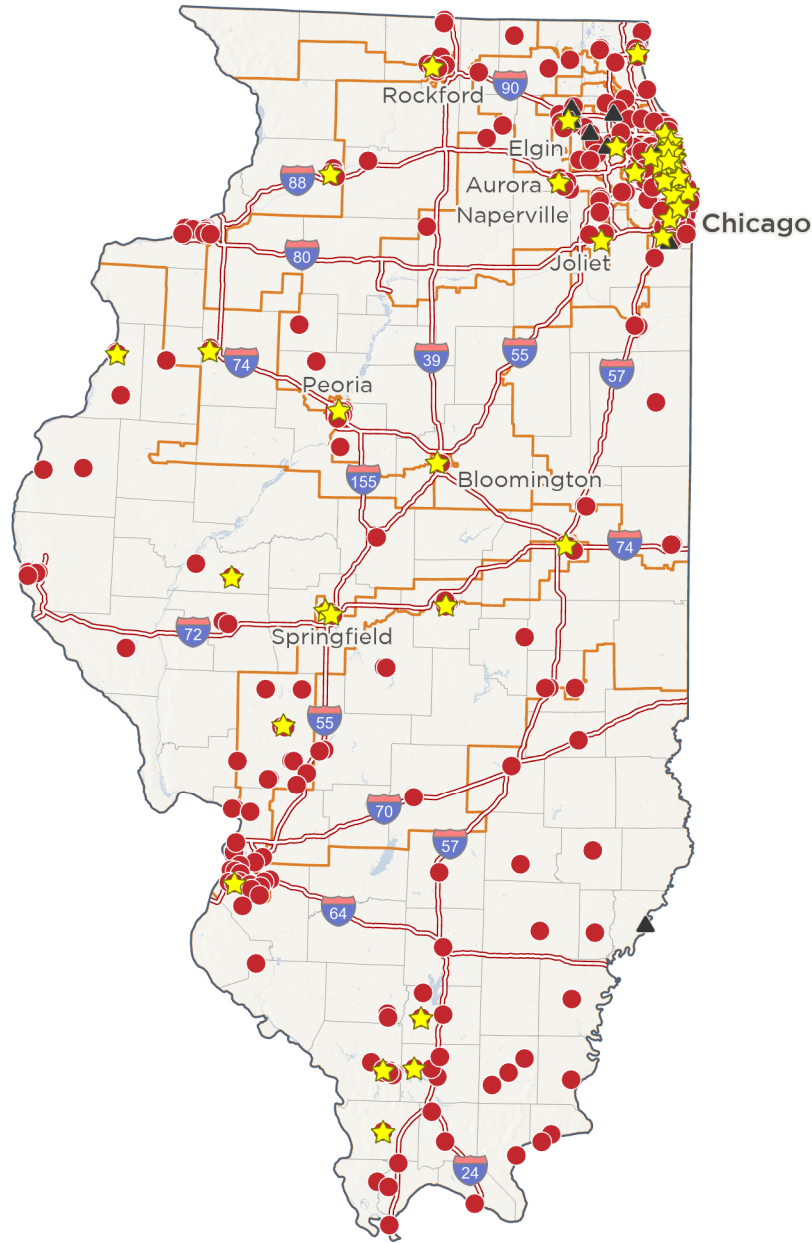 Rockford
90
Elgin
88
Aurora
Naperville
Chicago
80
Joliet
74
39
55
57
Peoria
155
Bloomington
74
72
Springfield
55
70
57
64
24